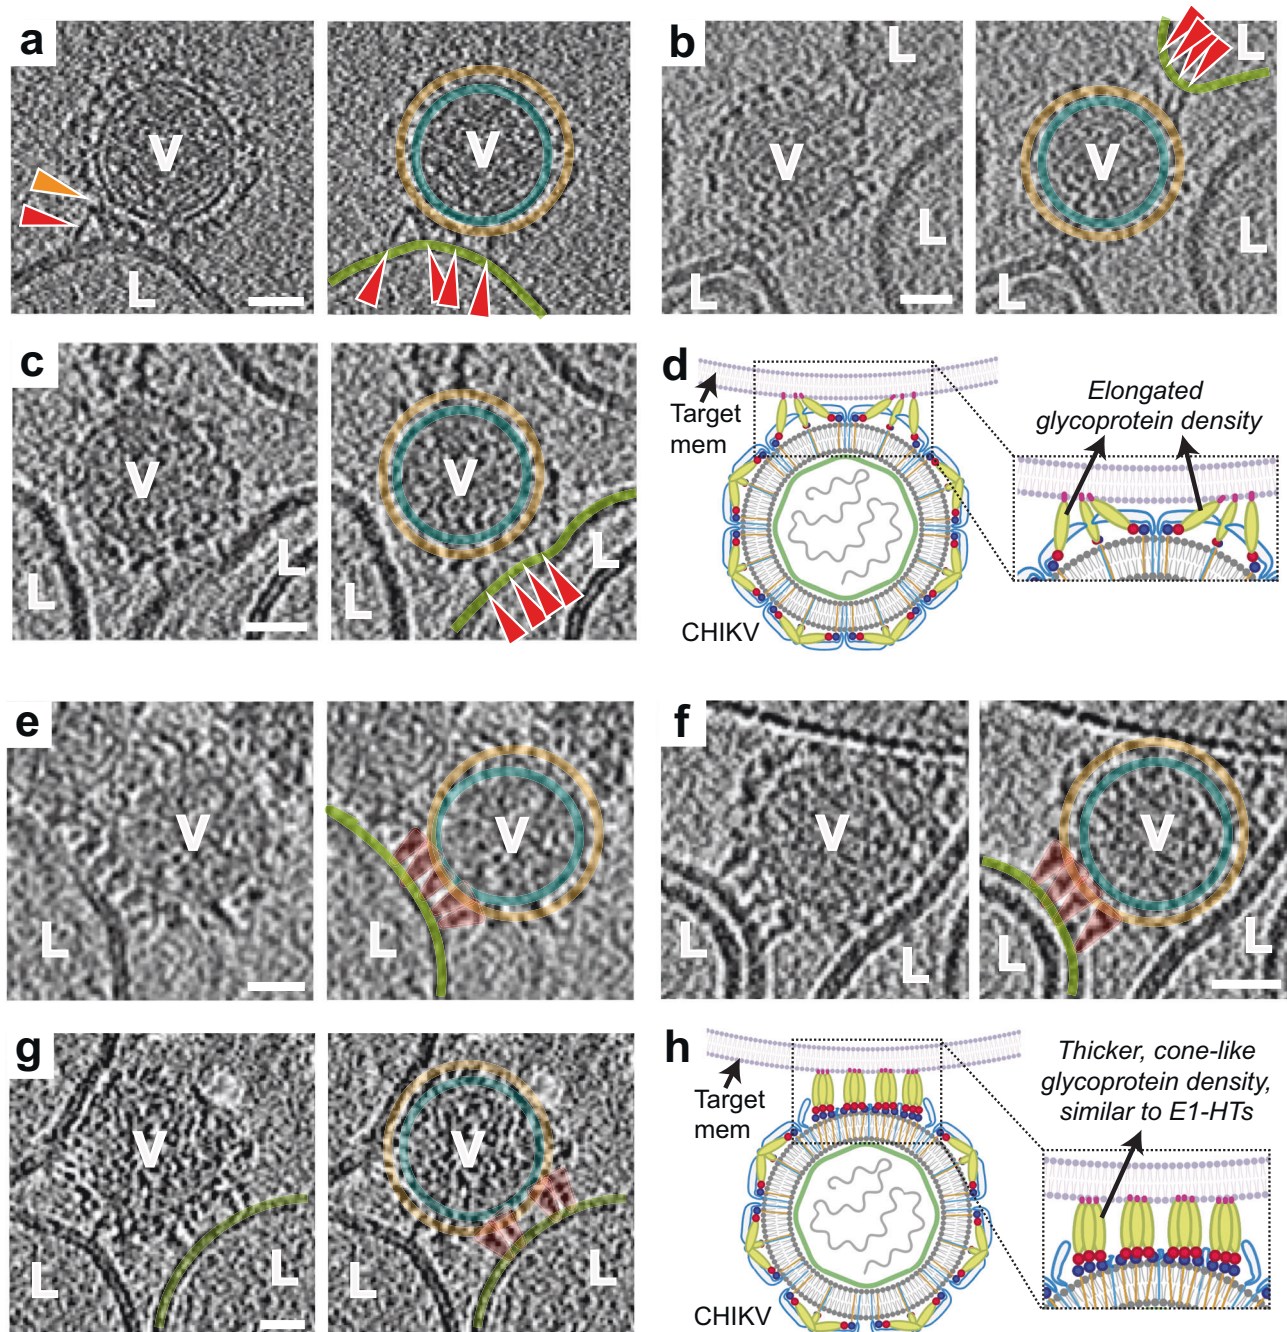 a
V
L
V
b
L
V
L
L
L
V
c
V
L
L
V
L
L
d
Target
mem
Elongated
glycoprotein density
CHIKV
e
V
L
V
L
f
V
L
L
V
L
L
g
V
L
L
V
L
L
h
Target
mem
Thicker, cone-like
glycoprotein density,
similar to E1-HTs
CHIKV